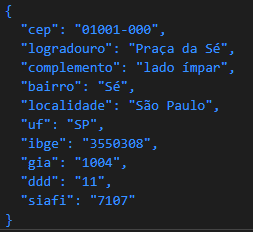 {
"cep": "01001-000",
"logradouro": "Praça da Sé",
"complemento": "lado ímpar",
"bairro": "Sé",
"localidade": "São Paulo",
"uf": "SP",
"ibge": "3550308",
"gia": "1004",
"ddd": "11",
"siafi": "7107"
}